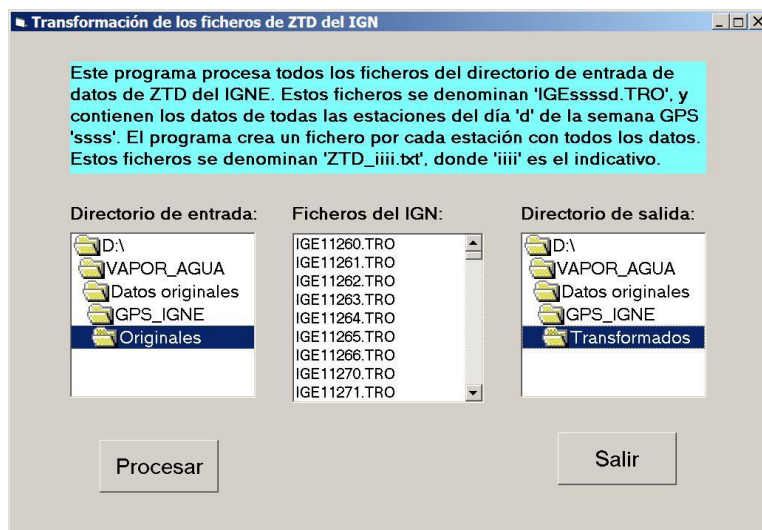 Transformación de los ficheros de ZTD del IGN
Este programa procesa todos los ficheros del directorio de entrada de
datos de ZTD del IGNE. Estos ficheros se denominan 'IGEssssd.TRO', y
contienen los datos de todas las estaciones del día 'd' de la semana GPS
'ssss'. El programa crea un fichero por cada estación con todos los datos.
Estos ficheros se denominan 'ZTD_iiii.txt', donde 'iiii' es el indicativo.
Directorio de entrada:
D:\
VAPOR_AGUA
Datos originales
GPS_IGNE
Originales
Ficheros del IGN:
IGE11260.TRO
IGE11261.TRO
IGE11262.TRO
IGE11263.TRO
IGE11264.TRO
IGE11265.TRO
IGE11266.TRO
IGE11270.TRO
IGE11271.TRO
Directorio de salida:
D:\
VAPOR_AGUA
Datos originales
GPS_IGNE
Transformados
Procesar
Salir